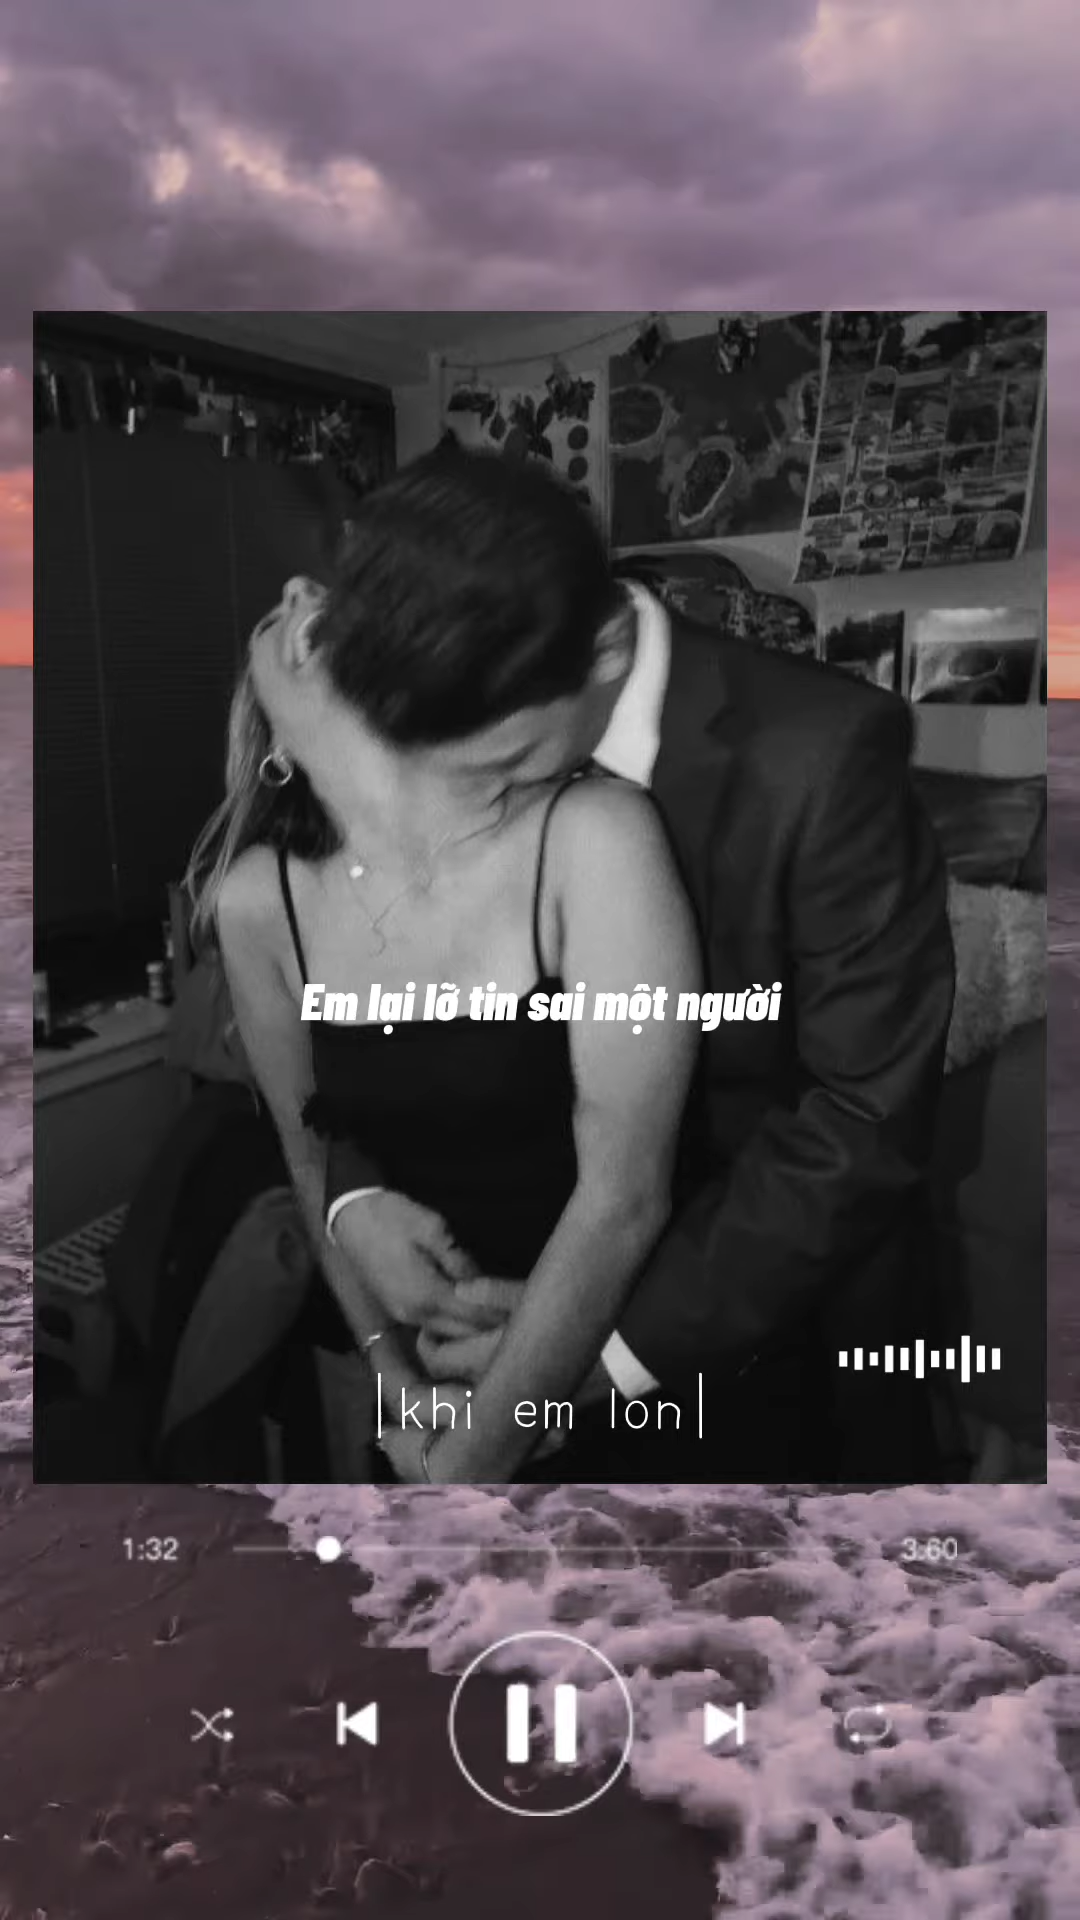 Em lại lỡ tin sai một người
|khi em lon|
1:32
3:60